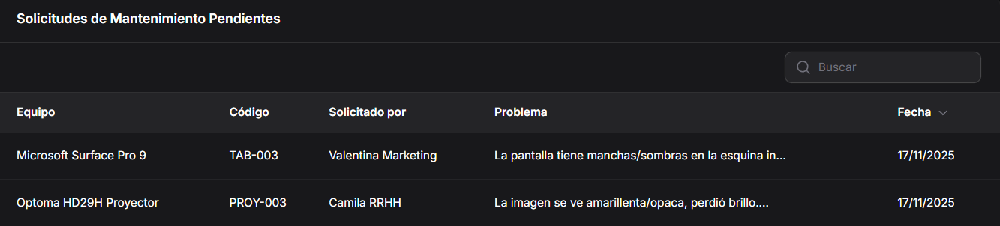 Solicitudes de Mantenimiento Pendientes
Buscar
Equipo Código Solicitado por Problema Fecha
Microsoft Surface Pro 9 TAB-003 Valentina Marketing La pantalla tiene manchas/sombras en la esquina in... 17/11/2025
Optoma HD29H Proyector PROY-003 Camila RRHH La imagen se ve amarillenta/opaca, perdió brillo.... 17/11/2025